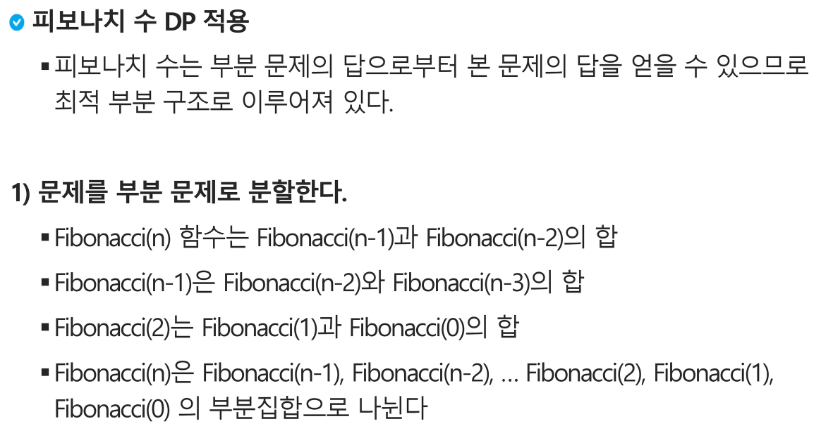 피보나치 수 DP 적용
▪피보나치 수는 부분 문제의 답으로부터 본 문제의 답을 얻을 수 있으므로
최적 부분 구조로 이루어져 있다.
1) 문제를 부분 문제로 분할한다.
▪Fibonacci(n) 함수는 Fibonacci(n-1)과 Fibonacci(n-2)의 합
▪Fibonacci(n-1)은 Fibonacci(n-2)와 Fibonacci(n-3)의 합
▪Fibonacci(2)는 Fibonacci(1)과 Fibonacci(0)의 합
▪Fibonacci(n)은 Fibonacci(n-1), Fibonacci(n-2), … Fibonacci(2), Fibonacci(1),
Fibonacci(0) 의 부분집합으로 나뉜다